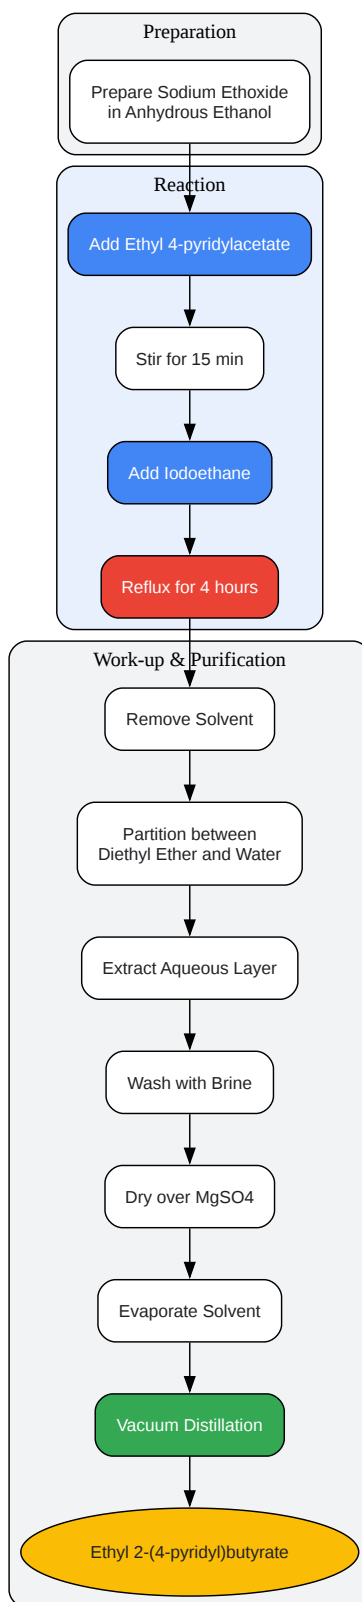 Preparation
Prepare Sodium Ethoxide
in Anhydrous Ethanol
Reaction
Add Ethyl 4-pyridylacetate
Stir for 15 min
Add Iodoethane
Reflux for 4 hours
Work-up & Purification
Remove Solvent
Partition between
Diethyl Ether and Water
Extract Aqueous Layer
Wash with Brine
Dry over MgSO4
Evaporate Solvent
Vacuum Distillation
Ethyl 2-(4-pyridyl)butyrate